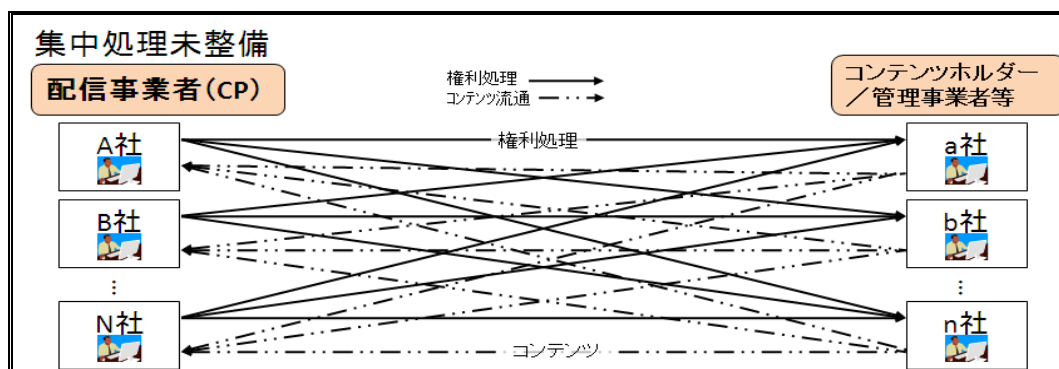 集中処理未整備
配信事業者(CP)
権利処理
コンテンツ流通
コンテンツホルダー
／管理事業者等
A社
権利処理
a社
B社
b社
⋮
⋮
N社
n社
コンテンツ